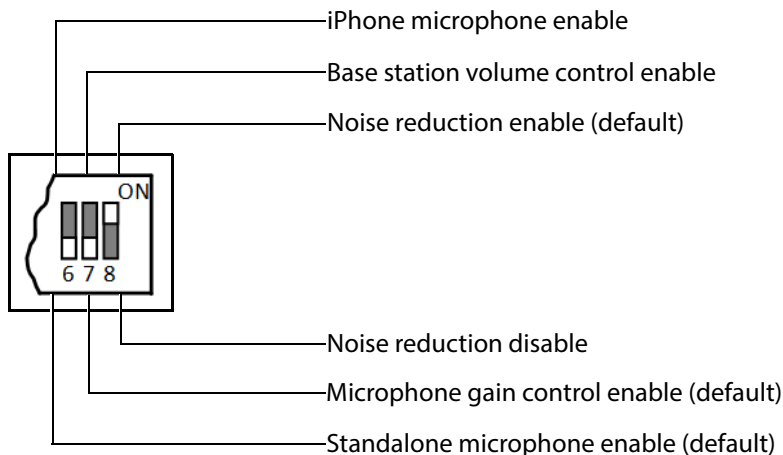 iPhone microphone enable
Base station volume control enable
Noise reduction enable (default)
ON
6 7 8
Noise reduction disable
Microphone gain control enable (default)
Standalone microphone enable (default)